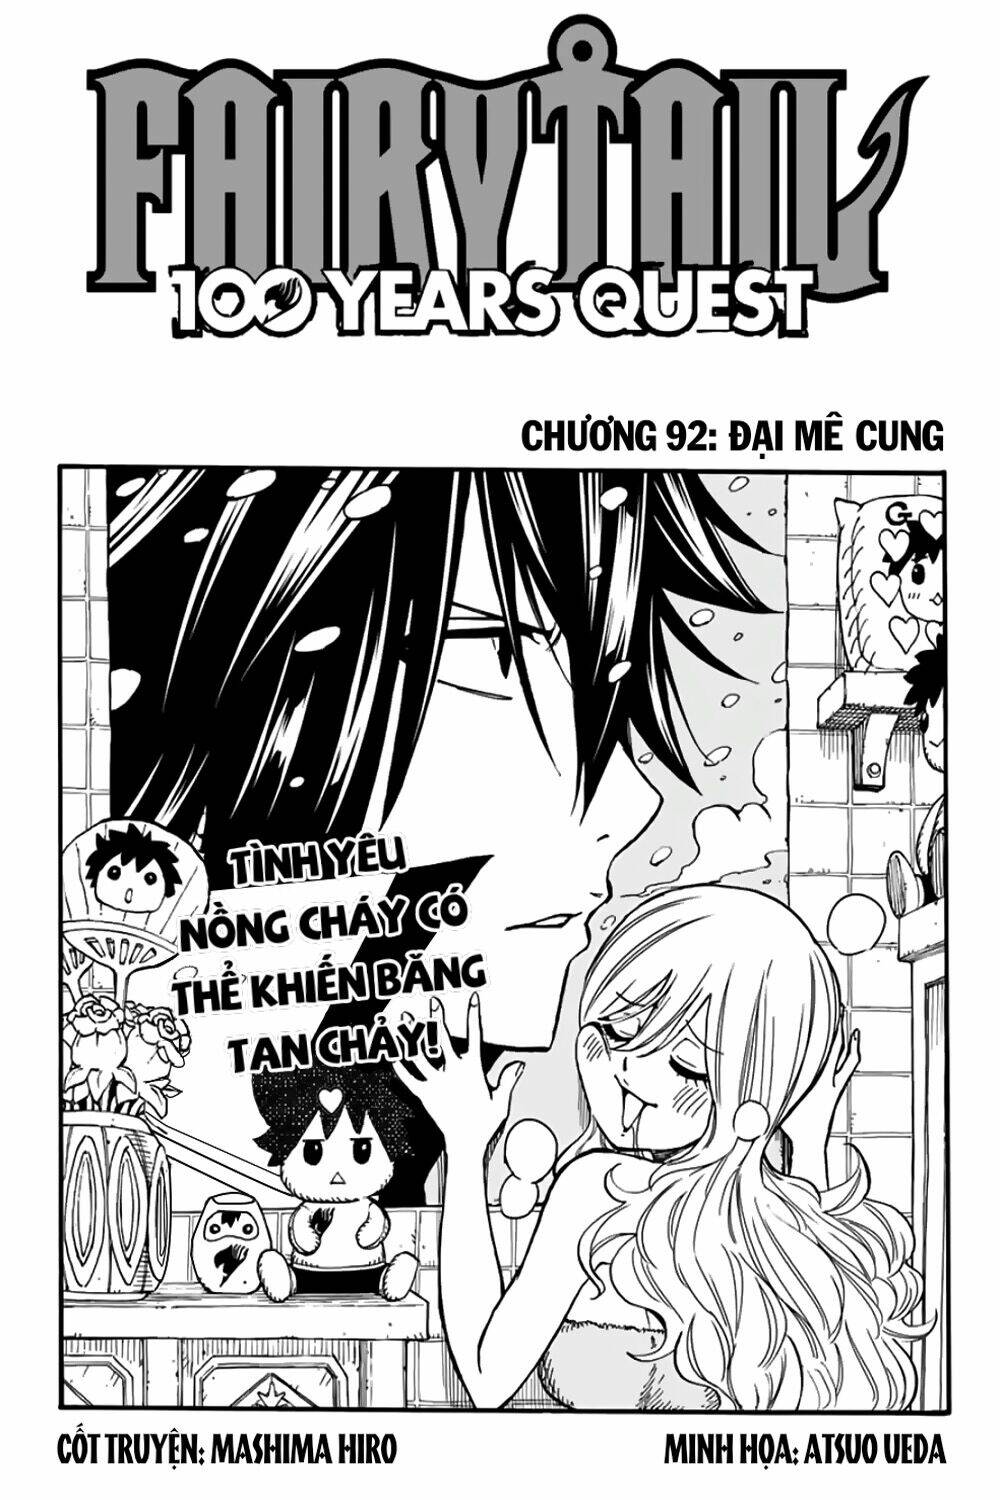 FAIRY TAIL
100 YEARS QUEST
CHƯƠNG 92: ĐẠI MÊ CUNG
G
TÌNH YÊU
NỒNG CHÁY CÓ
THỂ KHIẾN BĂNG
TAN CHẢY!
CỐT TRUYỆN: MASHIMA HIRO
MINH HỌA: ATSUO UEDA